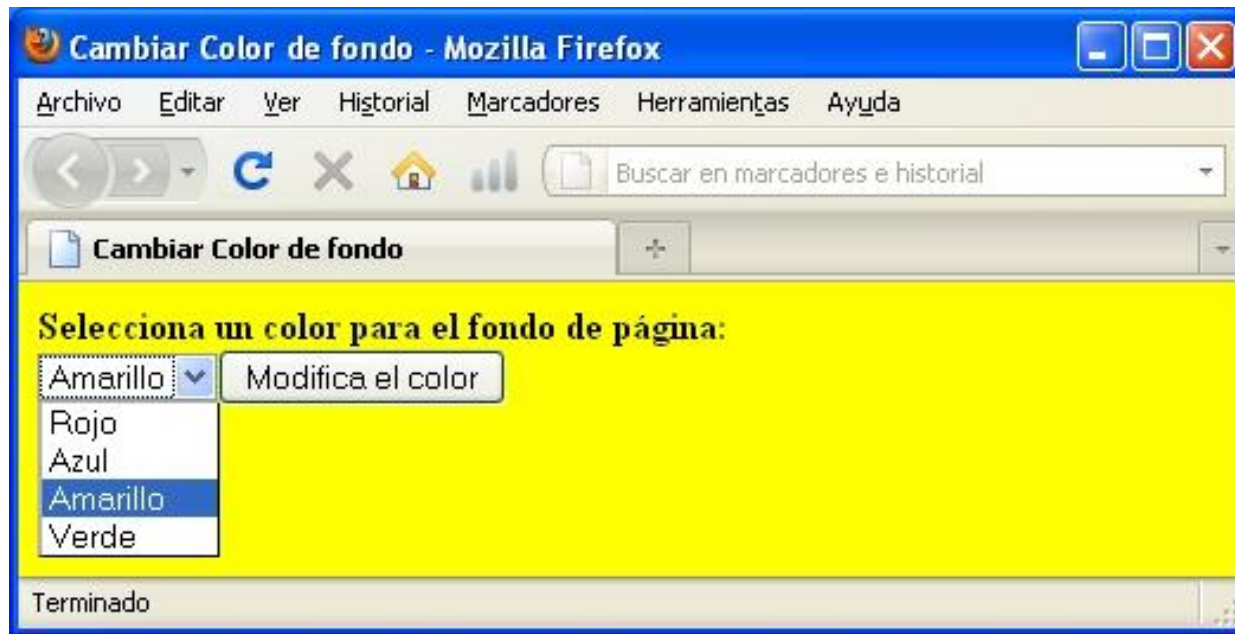 Cambiar Color de fondo - Mozilla Firefox
Archivo Editar Ver Historial Marcadores Herramientas Ayuda
Buscar en marcadores e historial
Cambiar Color de fondo
Selecciona un color para el fondo de página:
Amarillo Modifica el color
Rojo
Azul
Amarillo
Verde
Terminado